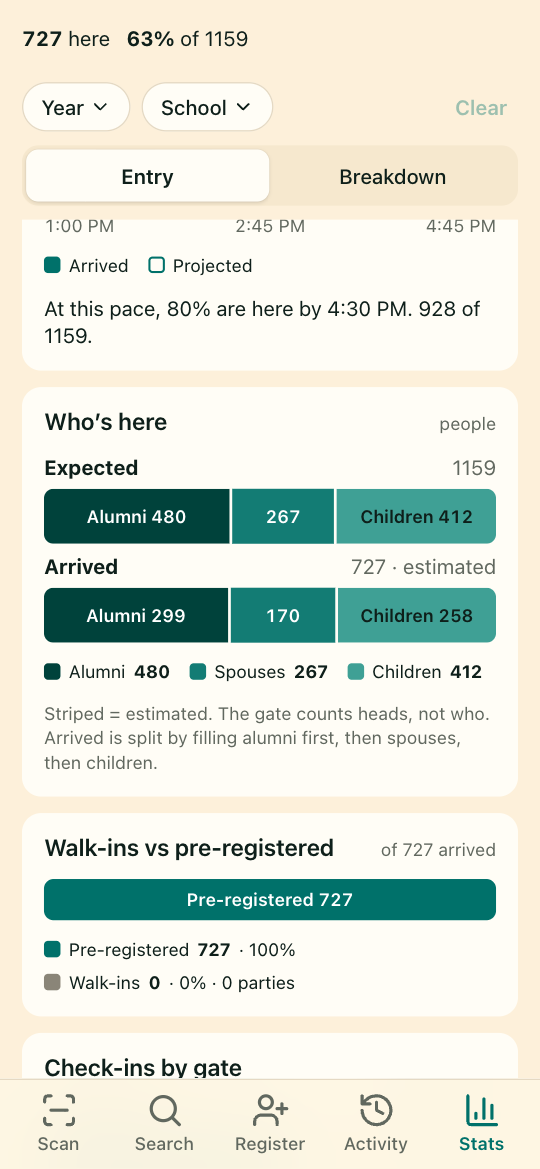 727 here 63% of 1159
Year School Clear
Entry Breakdown
1:00 PM 2:45 PM 4:45 PM
Arrived Projected
At this pace, 80% are here by 4:30 PM. 928 of
1159.
Who's here people
Expected 1159
Alumni 480 267 Children 412
Arrived 727 · estimated
Alumni 299 170 Children 258
Alumni 480 Spouses 267 Children 412
Striped = estimated. The gate counts heads, not who.
Arrived is split by filling alumni first, then spouses,
then children.
Walk-ins vs pre-registered of 727 arrived
Pre-registered 727
Pre-registered 727 · 100%
Walk-ins 0 · 0% · 0 parties
Check-ins by gate
Scan Search Register Activity Stats